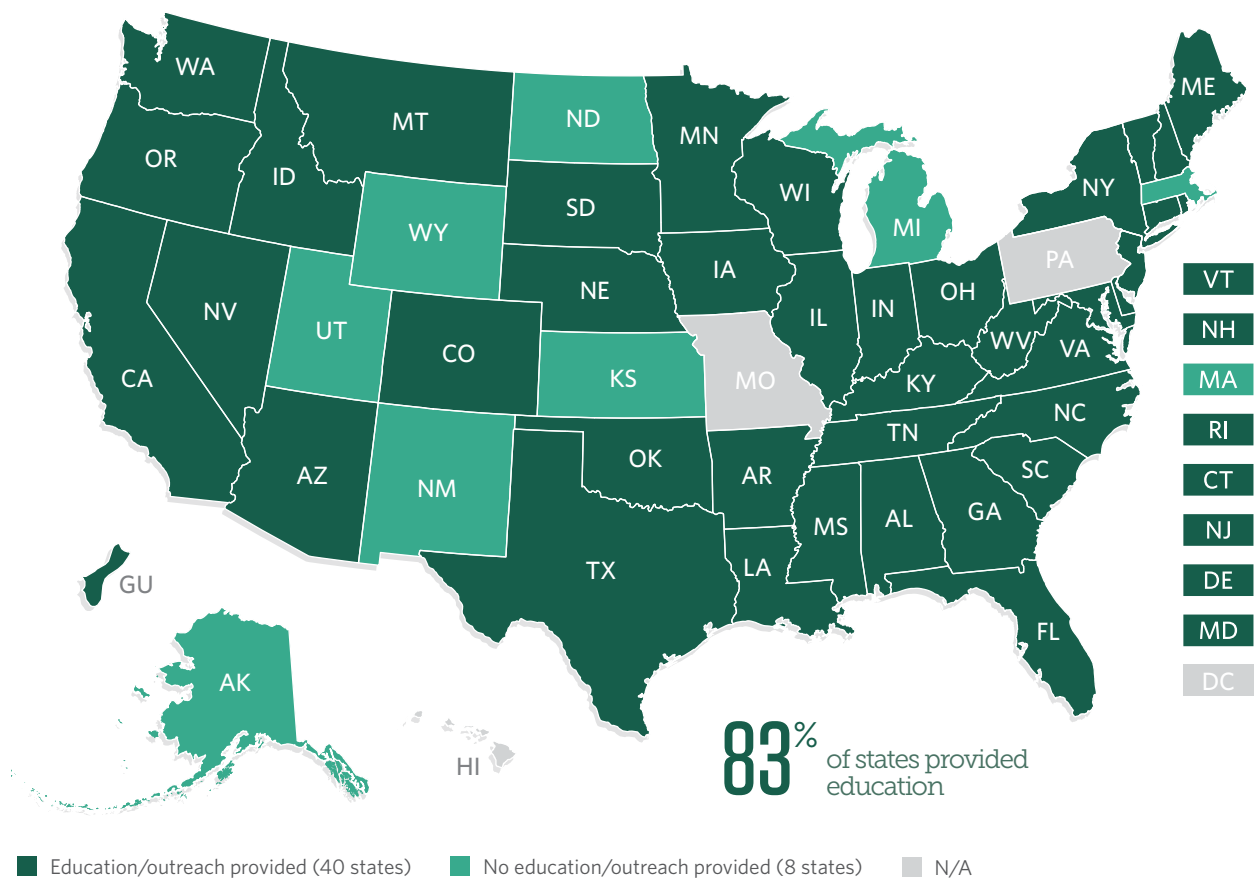 WA
MT
ND
MN
ME
OR
ID
SD
WI
NY
WY
MI
IA
PA
NE
NV
UT
CO
IL
IN
OH
WV
VA
CA
KS
MO
KY
AZ
NM
OK
TN
NC
AR
SC
MS
AL
GA
TX
LA
FL
GU
AK
HI
VT
NH
MA
RI
CT
NJ
DE
MD
DC
83%
of states provided
education
Education/outreach provided (40 states)
No education/outreach provided (8 states)
N/A